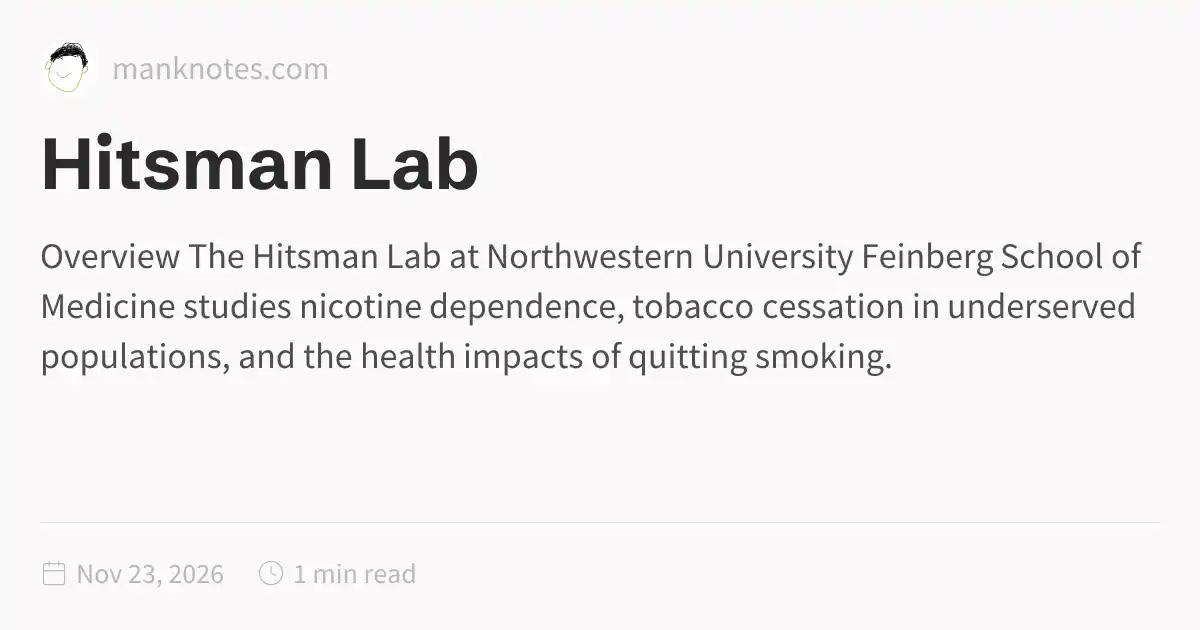 manknotes.com
Hitsman Lab
Overview The Hitsman Lab at Northwestern University Feinberg School of
Medicine studies nicotine dependence, tobacco cessation in underserved
populations, and the health impacts of quitting smoking.
Nov 23, 2026 1 min read